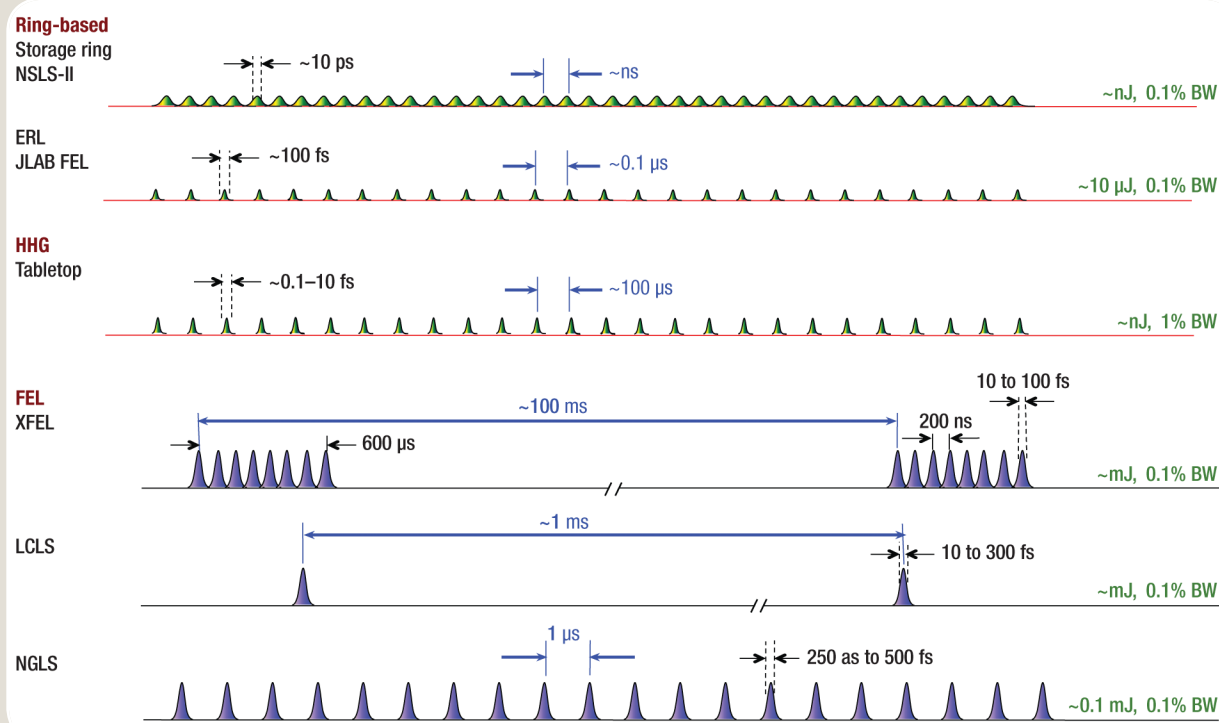 Ring-based
Storage ring
NSLS-II
~10 ps
~ns
~nJ, 0.1% BW
ERL
JLAB FEL
~100 fs
~0.1 µs
~10 µJ, 0.1% BW
HHG
Tabletop
~0.1–10 fs
~100 µs
~nJ, 1% BW
FEL
XFEL
~100 ms
10 to 100 fs
600 µs
200 ns
~mJ, 0.1% BW
LCLS
~1 ms
10 to 300 fs
~mJ, 0.1% BW
NGLS
1 µs
250 as to 500 fs
~0.1 mJ, 0.1% BW